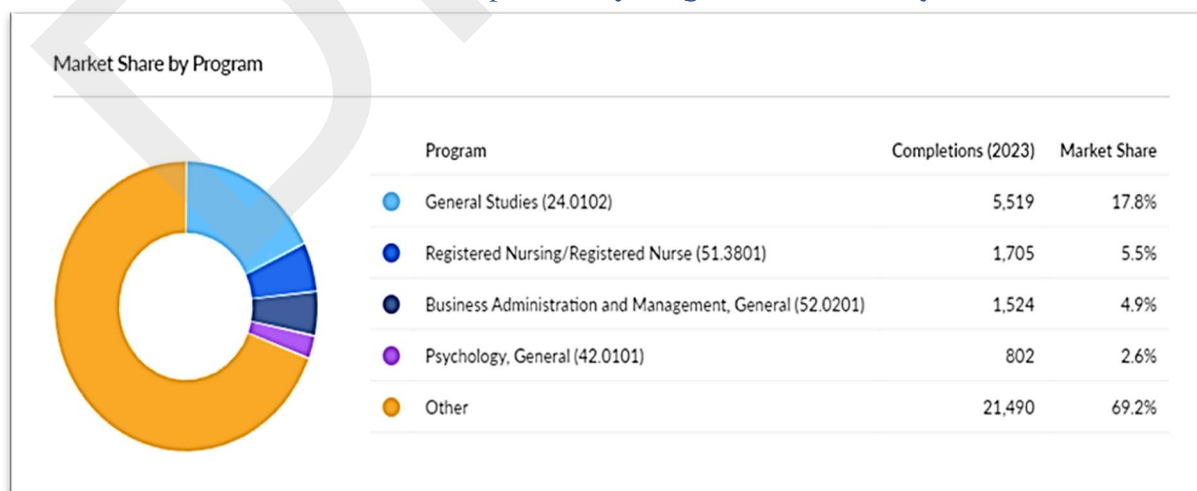 Market Share by Program
Program Completions (2023) Market Share
General Studies (24.0102) 5,519 17.8%
Registered Nursing/Registered Nurse (51.3801) 1,705 5.5%
Business Administration and Management, General (52.0201) 1,524 4.9%
Psychology, General (42.0101) 802 2.6%
Other 21,490 69.2%